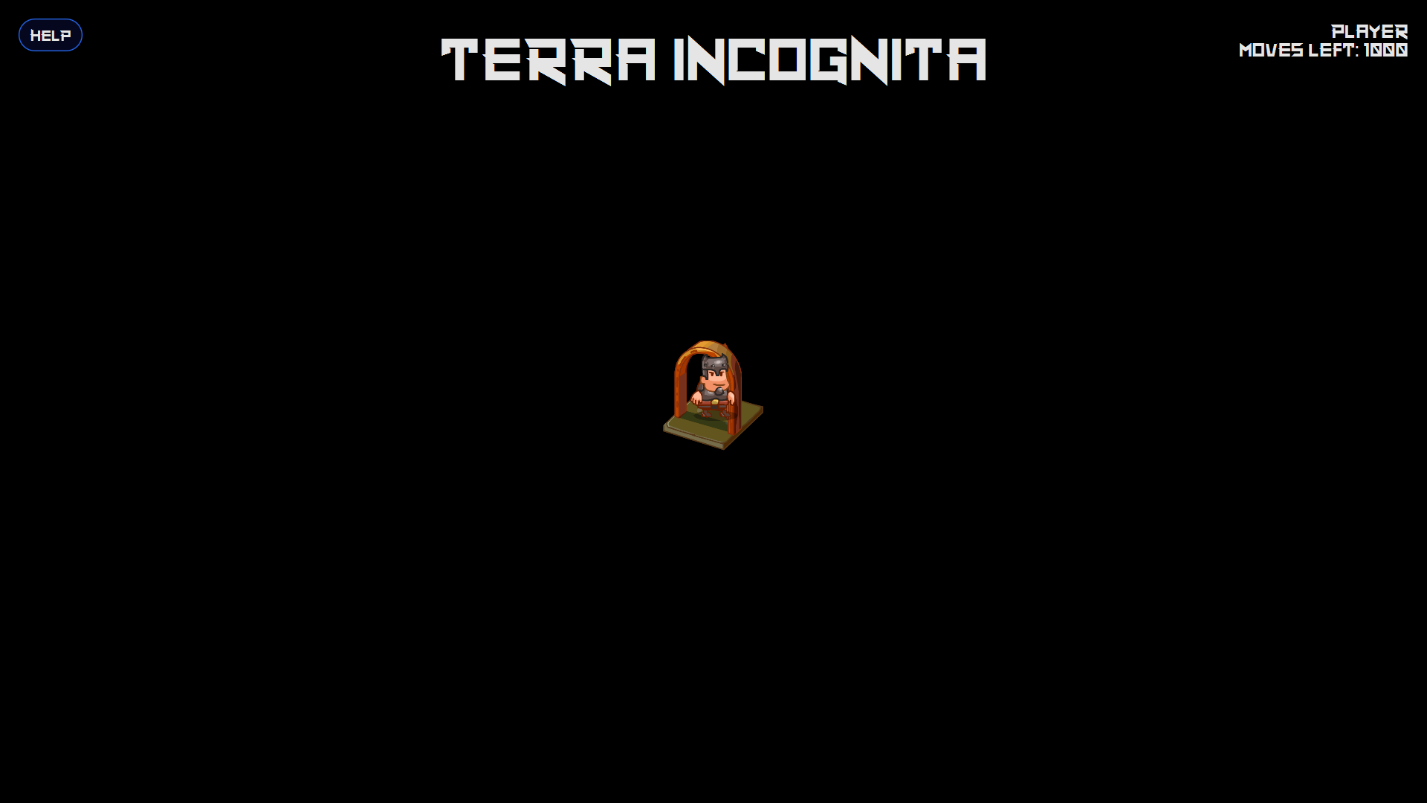 HELP
TERRA INCOGNITA
PLAYER
MOVES LEFT: 1000